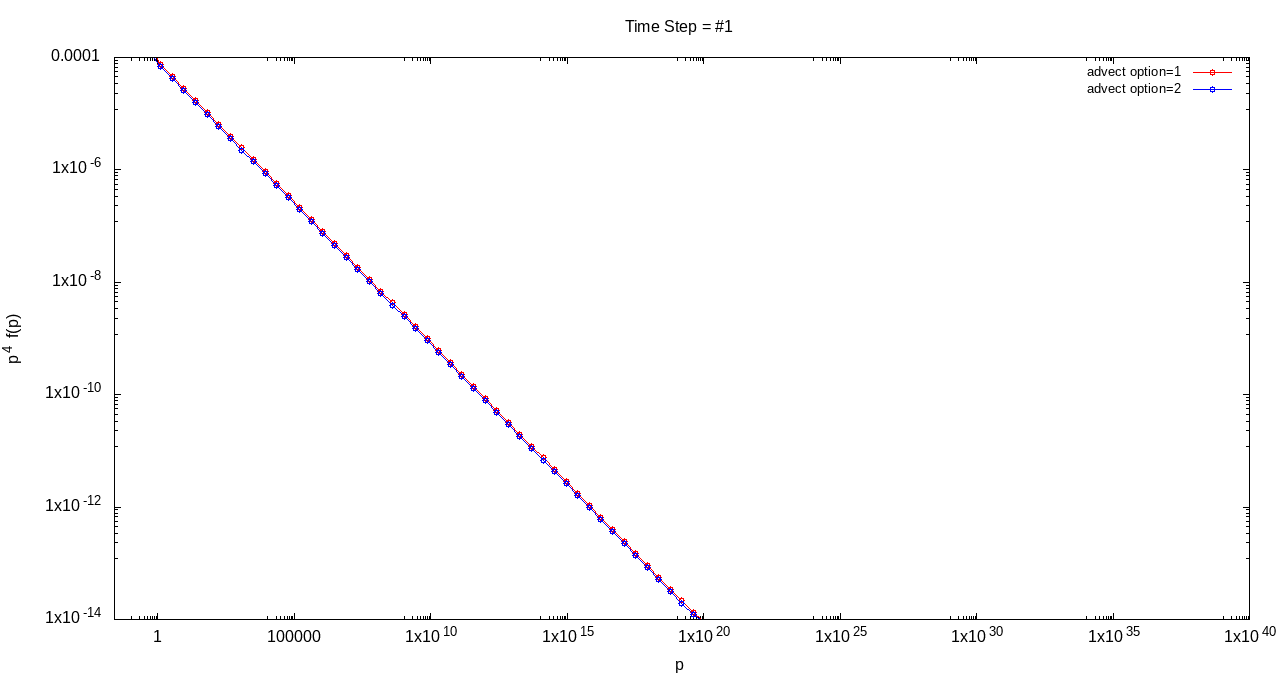 Time Step = #1
advect option=1
advect option=2
0.0001
1x10^-6
1x10^-8
1x10^-10
1x10^-12
1x10^-14
p^4 f(p)
1 100000 1x10^10 1x10^15 1x10^20 1x10^25 1x10^30 1x10^35 1x10^40
p